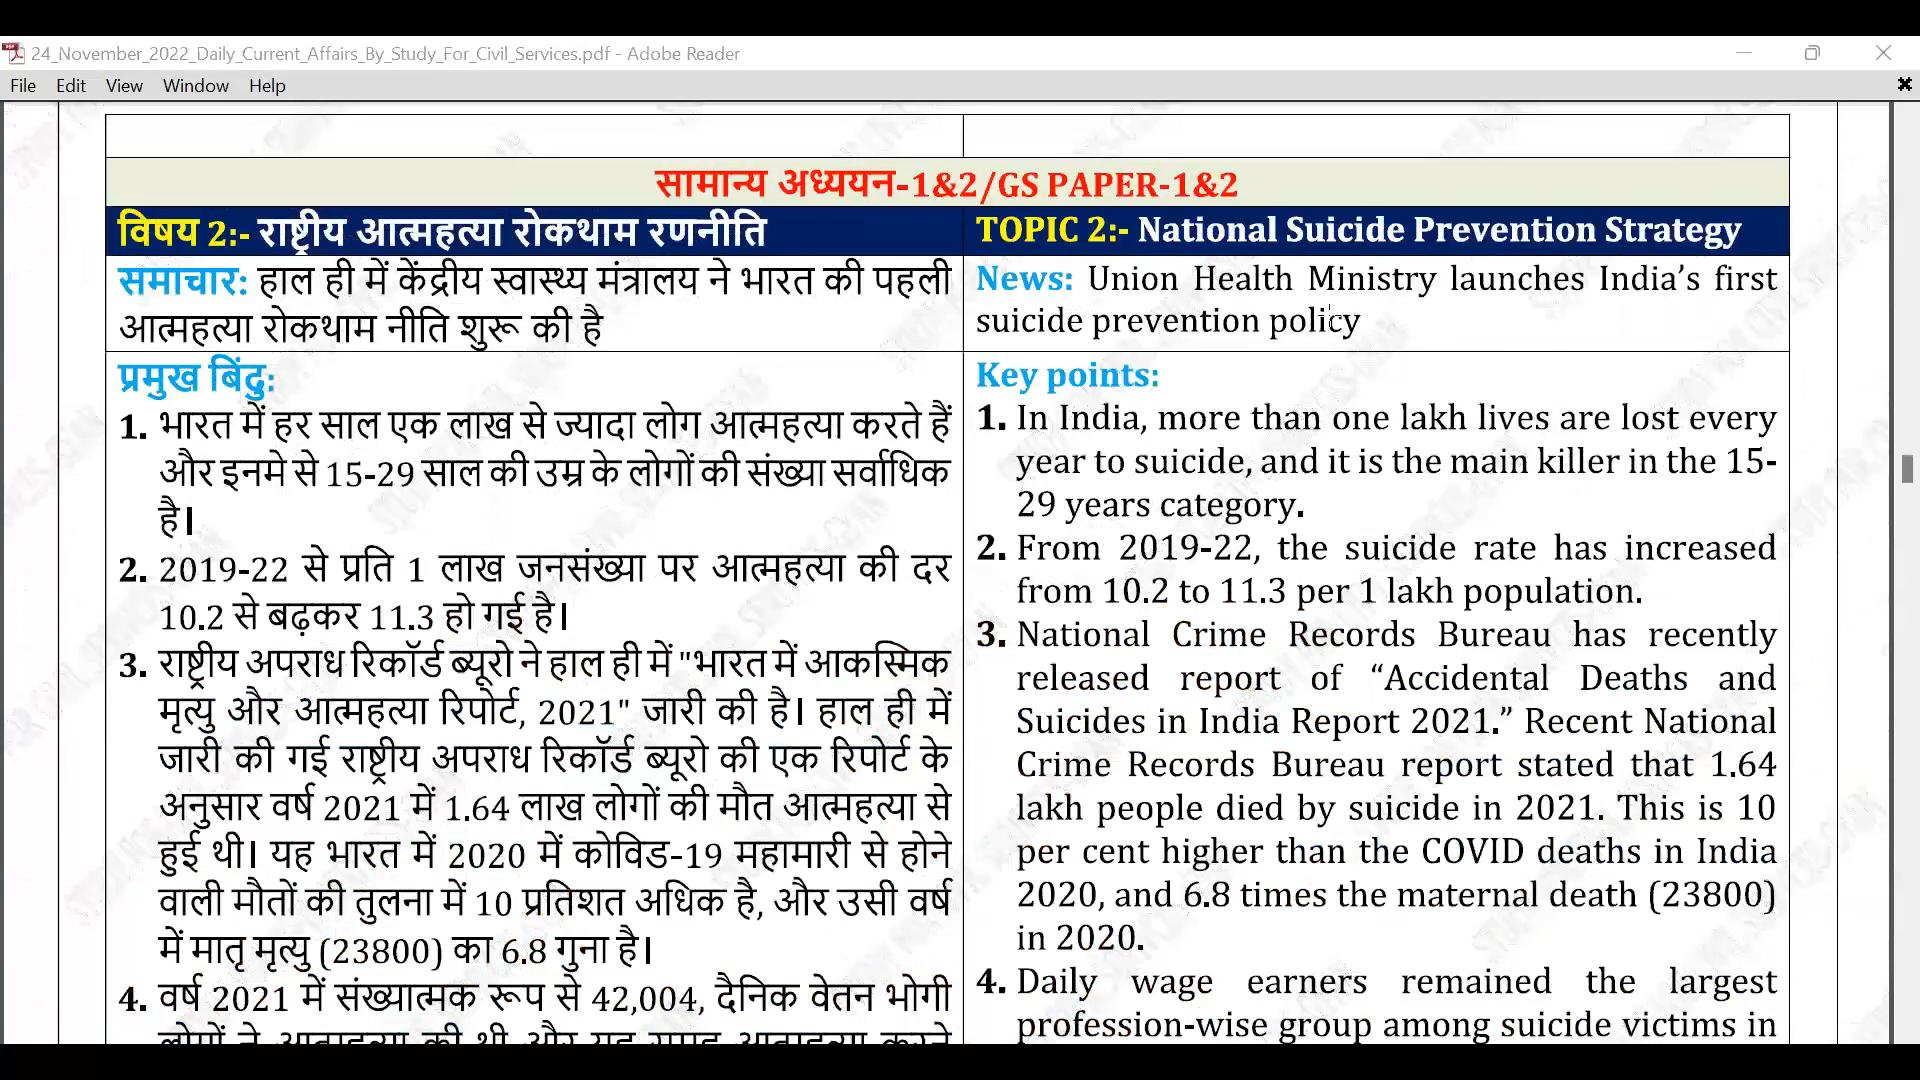 24_November_2022_Daily_Current_Affairs_By_Study_For_Civil_Services.pdf - Adobe Reader
File Edit View Window Help
सामान्य अध्ययन-1&2/GS PAPER-1&2
विषय 2:- राष्ट्रीय आत्महत्या रोकथाम रणनीति
समाचार: हाल ही में केंद्रीय स्वास्थ्य मंत्रालय ने भारत की पहली
आत्महत्या रोकथाम नीति शुरू की है
प्रमुख बिंदु:
1. भारत में हर साल एक लाख से ज्यादा लोग आत्महत्या करते हैं
और इनमे से 15-29 साल की उम्र के लोगों की संख्या सर्वाधिक
है।
2. 2019-22 से प्रति 1 लाख जनसंख्या पर आत्महत्या की दर
10.2 से बढ़कर 11.3 हो गई है।
3. राष्ट्रीय अपराध रिकॉर्ड ब्यूरो ने हाल ही में "भारत में आकस्मिक
मृत्यु और आत्महत्या रिपोर्ट, 2021" जारी की है। हाल ही में
जारी की गई राष्ट्रीय अपराध रिकॉर्ड ब्यूरो की एक रिपोर्ट के
अनुसार वर्ष 2021 में 1.64 लाख लोगों की मौत आत्महत्या से
हुई थी। यह भारत में 2020 में कोविड-19 महामारी से होने
वाली मौतों की तुलना में 10 प्रतिशत अधिक है, और उसी वर्ष
में मातृ मृत्यु (23800) का 6.8 गुना है।
4. वर्ष 2021 में संख्यात्मक रूप से 42,004, दैनिक वेतन भोगी
लोगों ने आत्महत्या की थी और यह समूह आत्महत्या करने
TOPIC 2:- National Suicide Prevention Strategy
News: Union Health Ministry launches India’s first
suicide prevention policy
Key points:
1. In India, more than one lakh lives are lost every
year to suicide, and it is the main killer in the 15-
29 years category.
2. From 2019-22, the suicide rate has increased
from 10.2 to 11.3 per 1 lakh population.
3. National Crime Records Bureau has recently
released report of “Accidental Deaths and
Suicides in India Report 2021.” Recent National
Crime Records Bureau report stated that 1.64
lakh people died by suicide in 2021. This is 10
per cent higher than the COVID deaths in India
2020, and 6.8 times the maternal death (23800)
in 2020.
4. Daily wage earners remained the largest
profession-wise group among suicide victims in